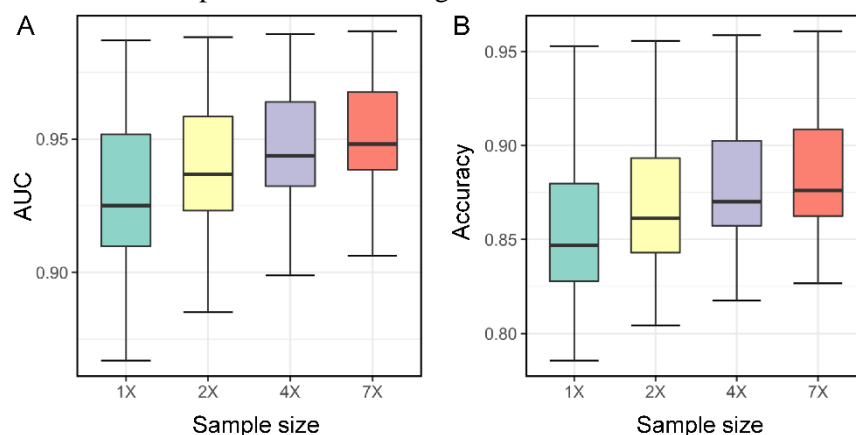 A
B
AUC
0.95
0.90
1X 2X 4X 7X
Sample size
Accuracy
0.95
0.90
0.85
0.80
1X 2X 4X 7X
Sample size